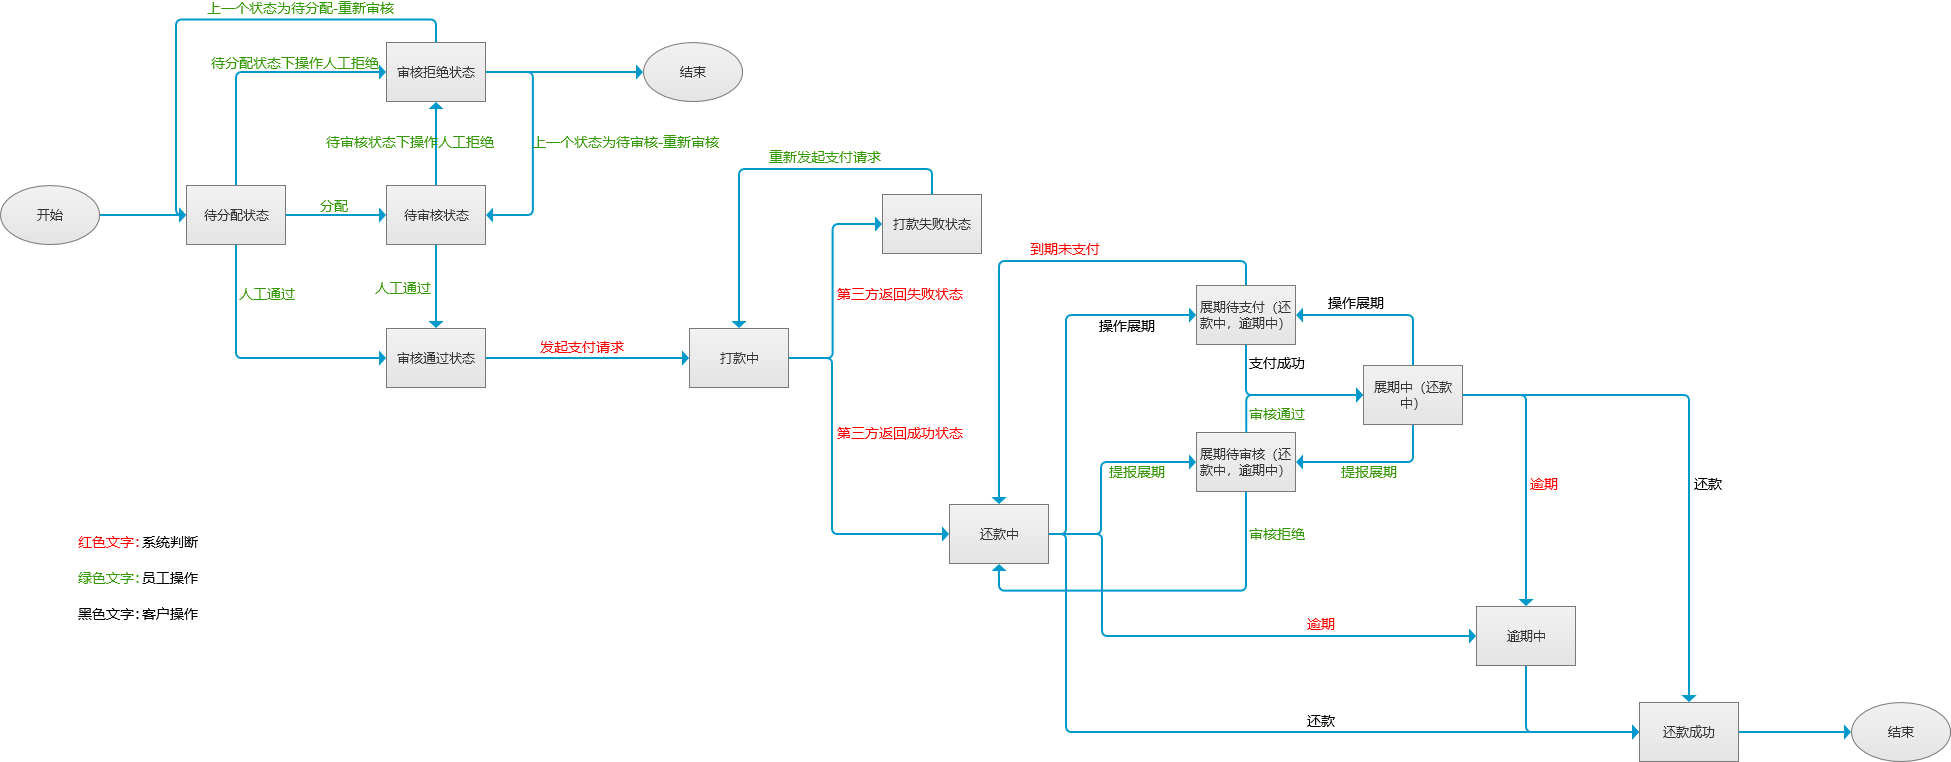 上一个状态为待分配-重新审核
待分配状态下操作人工拒绝
审核拒绝状态
结束
待审核状态下操作人工拒绝
上一个状态为待审核-重新审核
重新发起支付请求
开始
待分配状态
分配
待审核状态
打款失败状态
到期未支付
人工通过
人工通过
第三方返回失败状态
展期待支付（还
款中，逾期中）
操作展期
操作展期
审核通过状态
发起支付请求
打款中
支付成功
展期中（还款
中）
审核通过
第三方返回成功状态
展期待审核（还
款中，逾期中）
提报展期
提报展期
逾期
还款
还款中
审核拒绝
红色文字:系统判断
绿色文字:员工操作
黑色文字:客户操作
逾期
逾期中
还款
还款成功
结束